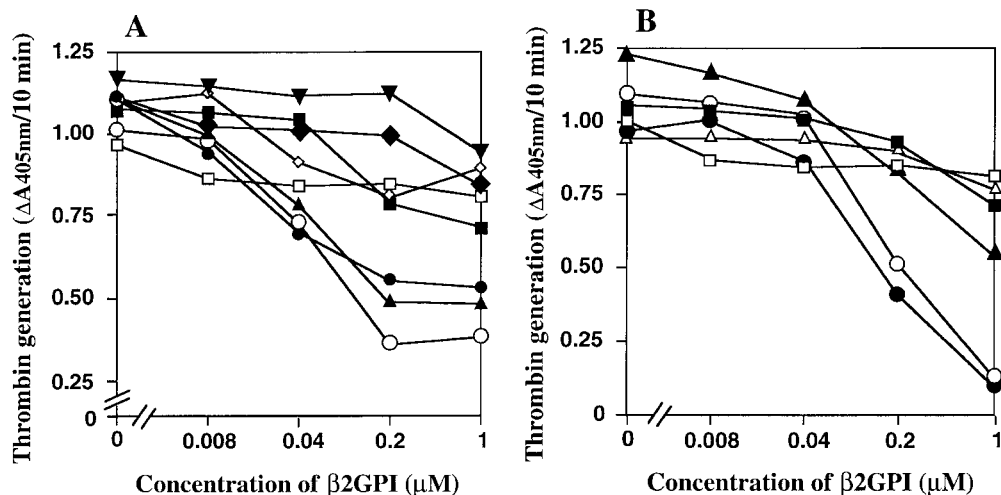 A
Thrombin generation (ΔA405nm/10 min)
1.25
1.00
0.75
0.50
0.25
0
0 0.008 0.04 0.2 1
Concentration of β2GPI (μM)
B
Thrombin generation (ΔA405nm/10 min)
1.25
1.00
0.75
0.50
0.25
0
0 0.008 0.04 0.2 1
Concentration of β2GPI (μM)